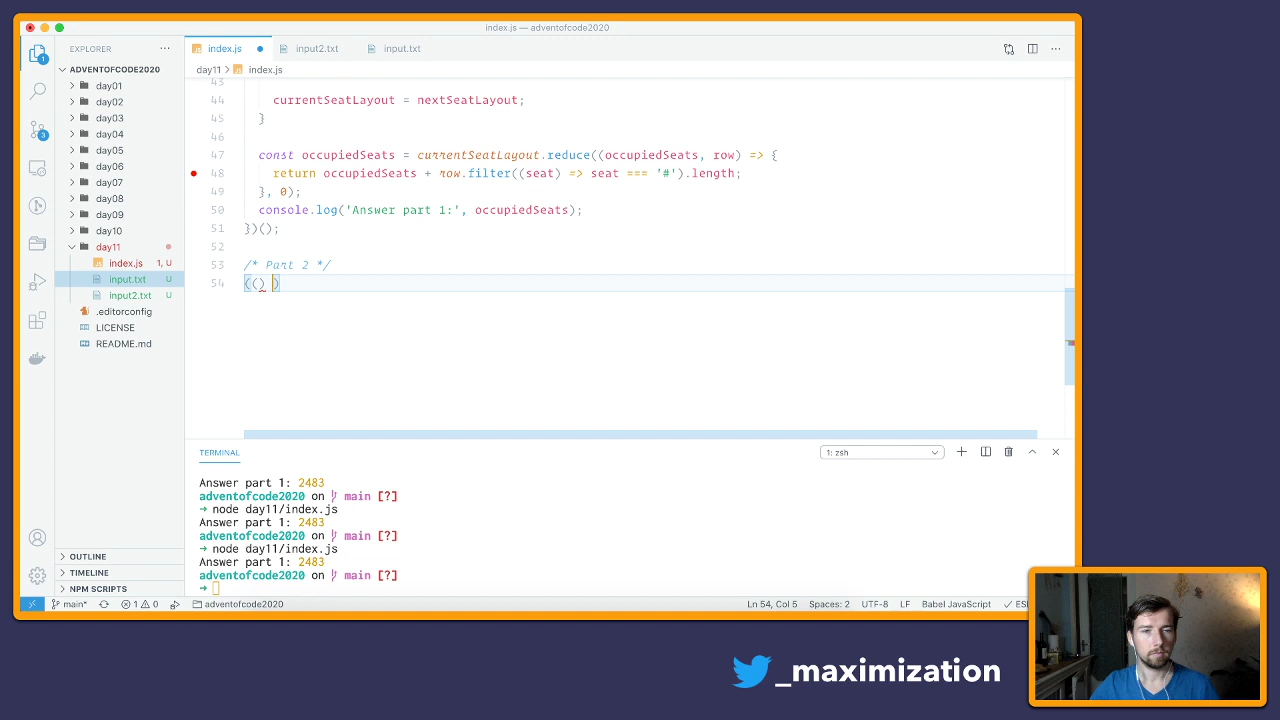 index.js — adventofcode2020
EXPLORER
index.js
input2.txt
input.txt
day11 > index.js
1
3
ADVENTOFCODE2020
day01
day02
day03
day04
day05
day06
day07
day08
day09
day10
day11
index.js 1, U
input.txt U
input2.txt U
.editorconfig
LICENSE
README.md
OUTLINE
TIMELINE
NPM SCRIPTS
43
44 currentSeatLayout = nextSeatLayout;
45 }
46
47 const occupiedSeats = currentSeatLayout.reduce((occupiedSeats, row) => {
48 return occupiedSeats + row.filter((seat) => seat === '#').length;
49 }, 0);
50 console.log('Answer part 1:', occupiedSeats);
51 })();
52
53 /* Part 2 */
54 (() )
TERMINAL
1: zsh
Answer part 1: 2483
adventofcode2020 on main [?]
→ node day11/index.js
Answer part 1: 2483
adventofcode2020 on main [?]
→ node day11/index.js
Answer part 1: 2483
adventofcode2020 on main [?]
→
main* 1 0 adventofcode2020 Ln 54, Col 5 Spaces: 2 UTF-8 LF Babel JavaScript ✓ ES
_maximization